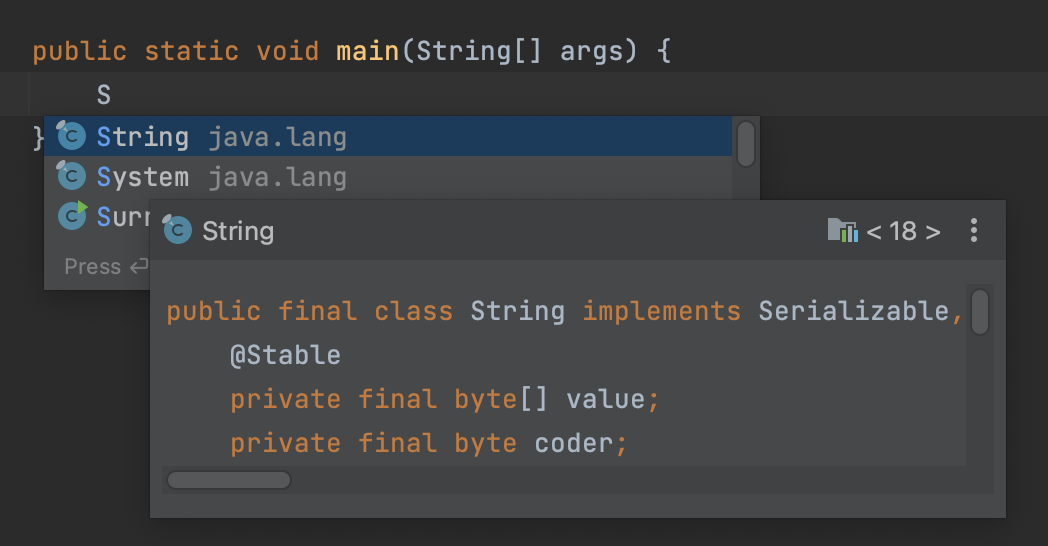 public static void main(String[] args) {
S
}
String java.lang
System java.lang
Press ↩
String < 18 >
public final class String implements Serializable,
@Stable
private final byte[] value;
private final byte coder;